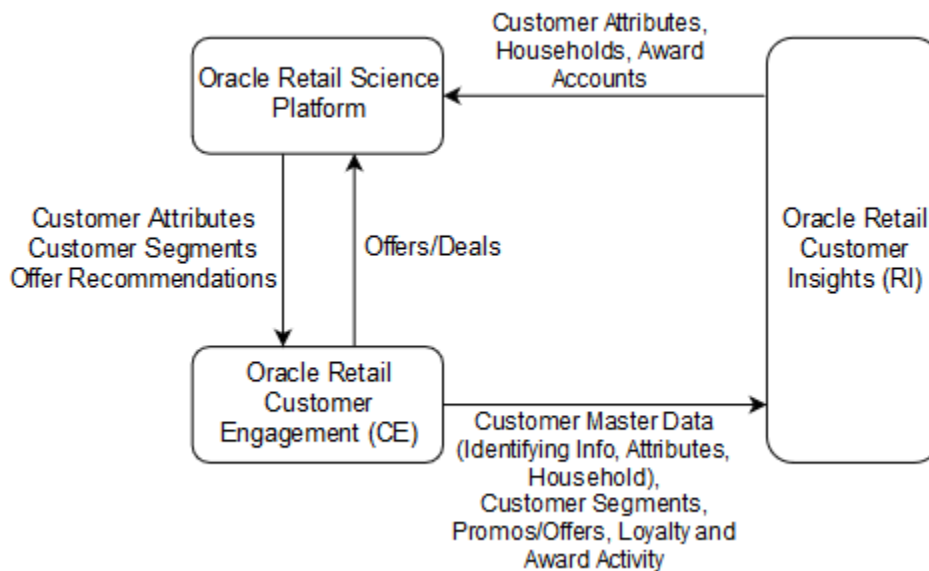 Customer Attributes,
Households, Award
Accounts
Oracle Retail Science
Platform
Customer Attributes
Customer Segments
Offer Recommendations
Offers/Deals
Oracle Retail
Customer
Insights (RI)
Oracle Retail
Customer
Engagement (CE)
Customer Master Data
(Identifying Info, Attributes,
Household),
Customer Segments,
Promos/Offers, Loyalty and
Award Activity